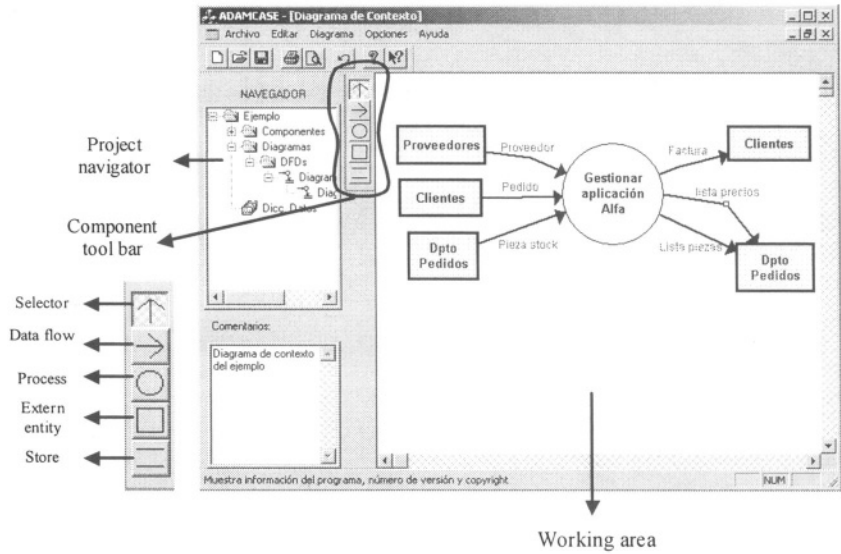 ADAMCASE - [Diagrama de Contexto]
Archivo Editar Diagrama Opciones Ayuda
NAVEGADOR
Ejemplo
Componentes
Diagramas
DFDs
Diagran
Diag
Dicc. Datos
Comentarios:
Diagrama de contexto
del ejemplo
Proveedores
Proveedor
Clientes
Pedido
Dpto
Pedidos
Pieza stock
Gestionar
aplicación
Alfa
Factura
Clientes
lista precios
Lista piezas
Dpto
Pedidos
Muestra información del programa, número de versión y copyright
NUM
Project
navigator
Component
tool bar
Selector
Data flow
Process
Extern
entity
Store
Working area